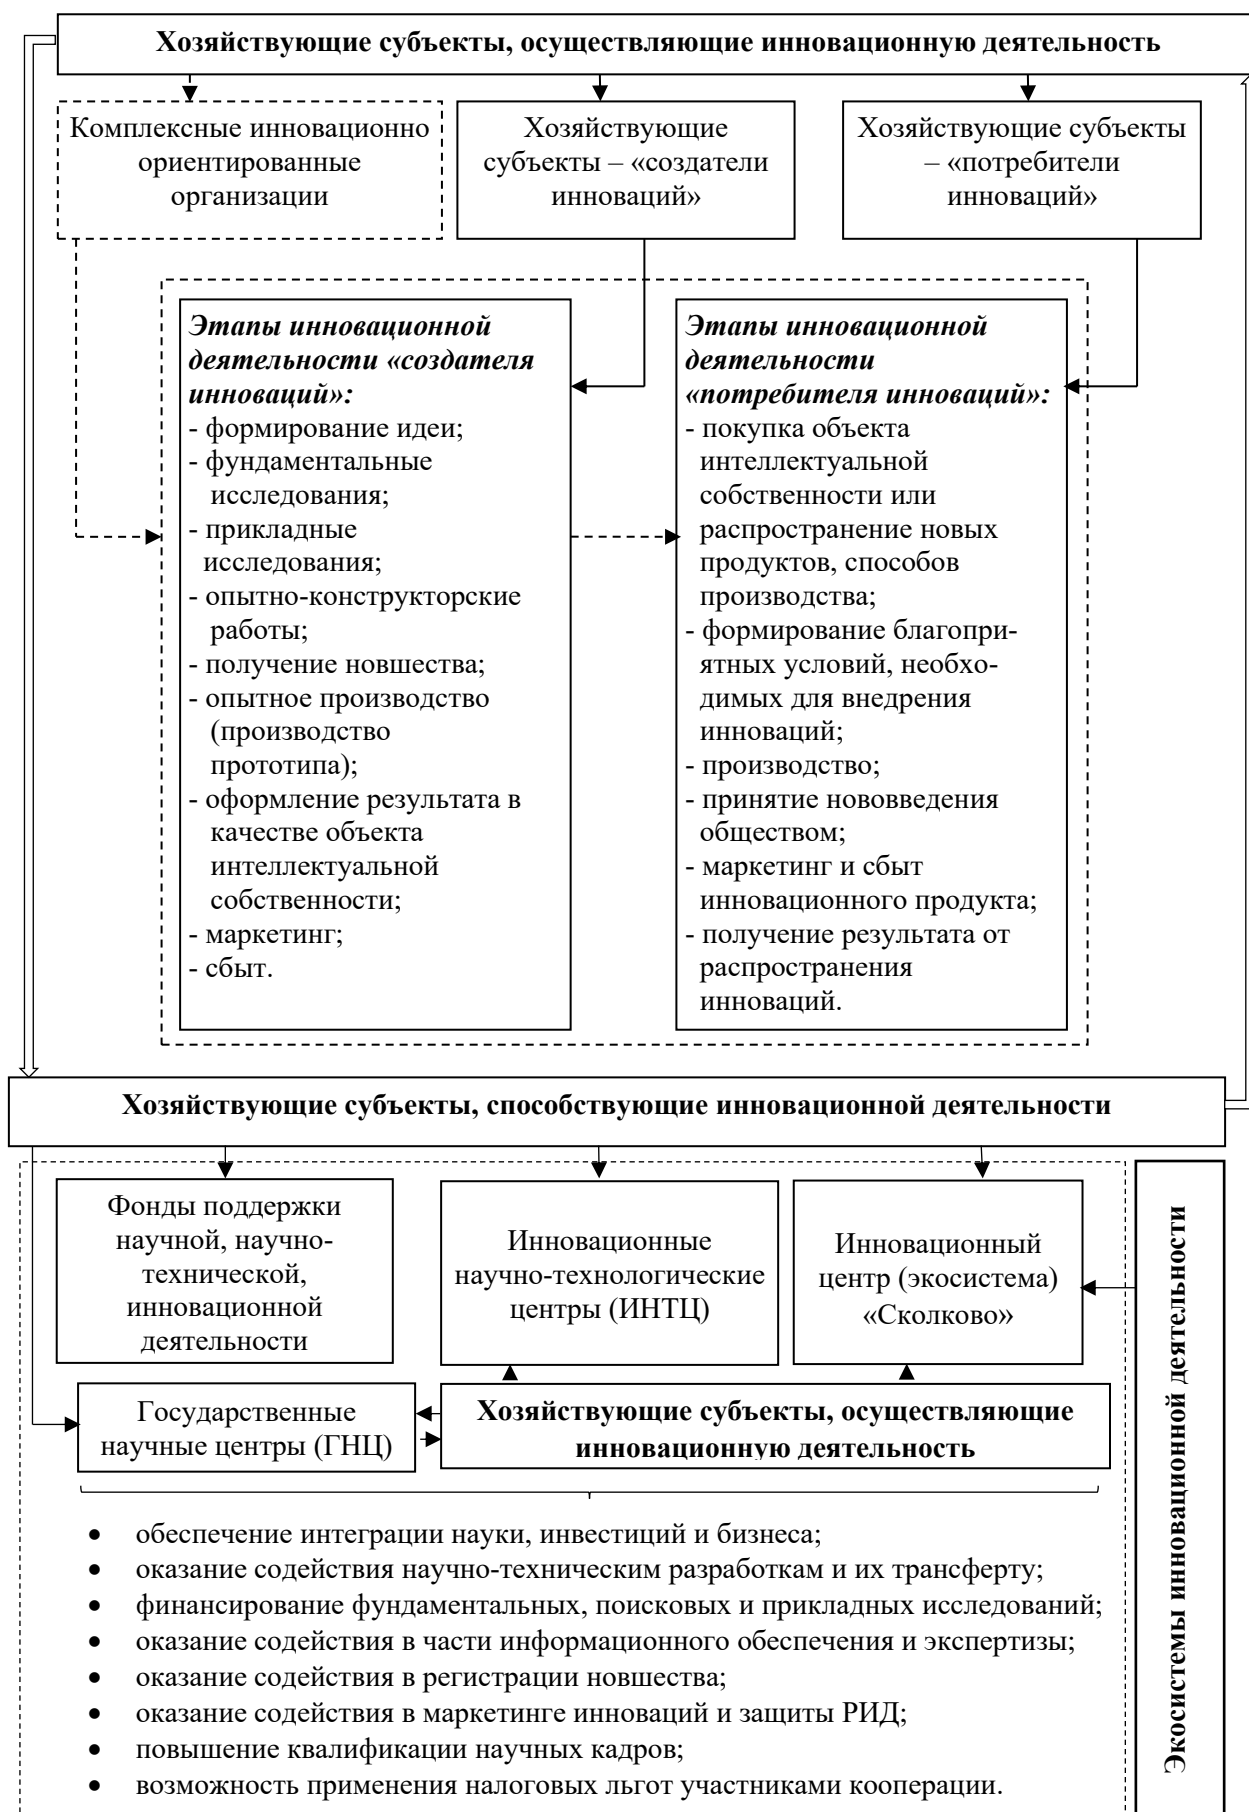 Хозяйствующие субъекты, осуществляющие инновационную деятельность
Комплексные инновационно
ориентированные
организации
Хозяйствующие
субъекты – «создатели
инноваций»
Хозяйствующие субъекты
– «потребители
инноваций»
Этапы инновационной
деятельности «создателя
инноваций»:
- формирование идеи;
- фундаментальные
исследования;
- прикладные
исследования;
- опытно-конструкторские
работы;
- получение новшества;
- опытное производство
(производство
прототипа);
- оформление результата в
качестве объекта
интеллектуальной
собственности;
- маркетинг;
- сбыт.
Этапы инновационной
деятельности
«потребителя инноваций»:
- покупка объекта
интеллектуальной
собственности или
распространение новых
продуктов, способов
производства;
- формирование благопри-
ятных условий, необхо-
димых для внедрения
инноваций;
- производство;
- принятие нововведения
обществом;
- маркетинг и сбыт
инновационного продукта;
- получение результата от
распространения
инноваций.
Хозяйствующие субъекты, способствующие инновационной деятельности
Фонды поддержки
научной, научно-
технической,
инновационной
деятельности
Инновационные
научно-технологические
центры (ИНТЦ)
Инновационный
центр (экосистема)
«Сколково»
Экосистемы инновационной деятельности
Государственные
научные центры (ГНЦ)
Хозяйствующие субъекты, осуществляющие
инновационную деятельность
• обеспечение интеграции науки, инвестиций и бизнеса;
• оказание содействия научно-техническим разработкам и их трансферту;
• финансирование фундаментальных, поисковых и прикладных исследований;
• оказание содействия в части информационного обеспечения и экспертизы;
• оказание содействия в регистрации новшества;
• оказание содействия в маркетинге инноваций и защиты РИД;
• повышение квалификации научных кадров;
• возможность применения налоговых льгот участниками кооперации.